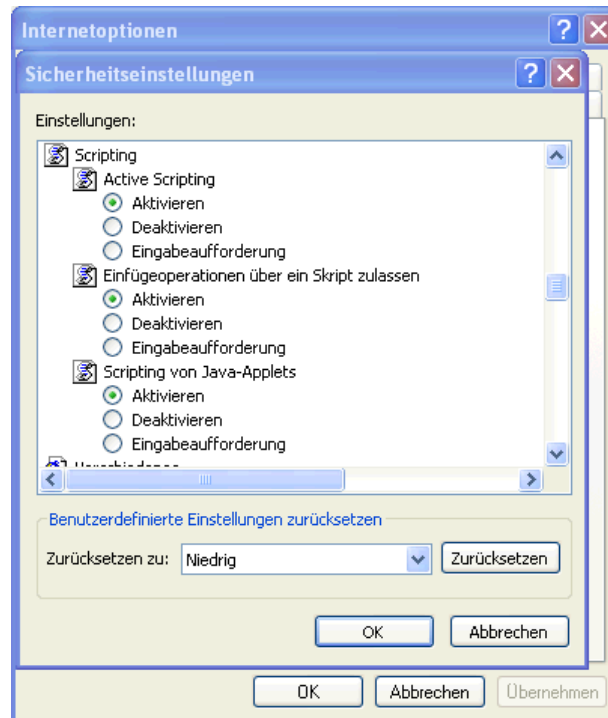 Internetoptionen
Sicherheitseinstellungen
Einstellungen:
Scripting
Active Scripting
Aktivieren
Deaktivieren
Eingabeaufforderung
Einfügeoperationen über ein Skript zulassen
Aktivieren
Deaktivieren
Eingabeaufforderung
Scripting von Java-Applets
Aktivieren
Deaktivieren
Eingabeaufforderung
Benutzerdefinierte Einstellungen zurücksetzen
Zurücksetzen zu: Niedrig Zurücksetzen
OK Abbrechen
OK Abbrechen Übernehmen